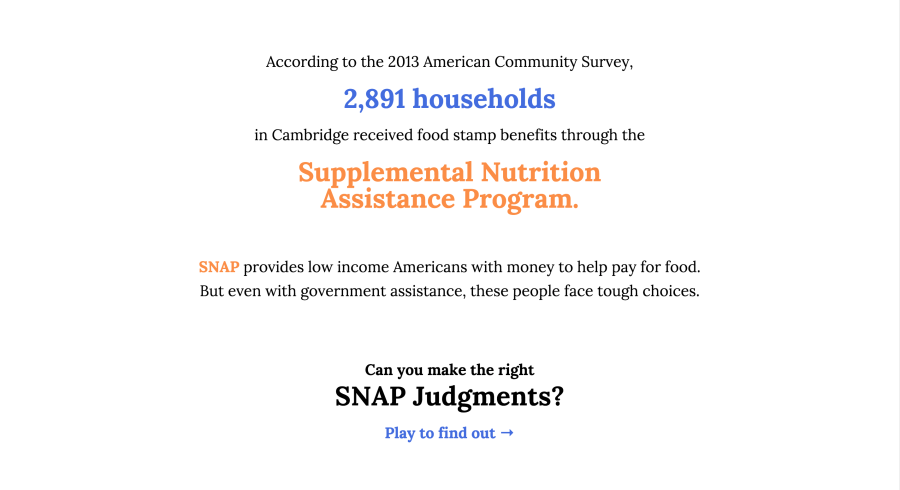 According to the 2013 American Community Survey,
2,891 households
in Cambridge received food stamp benefits through the
Supplemental Nutrition
Assistance Program.
SNAP provides low income Americans with money to help pay for food.
But even with government assistance, these people face tough choices.
Can you make the right
SNAP Judgments?
Play to find out →